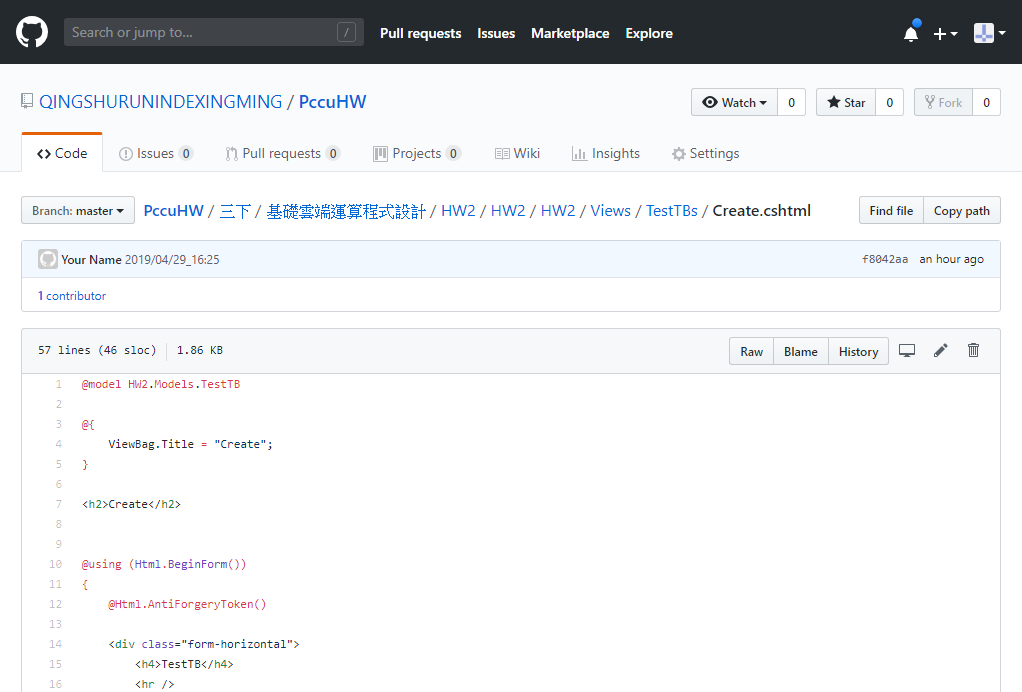 Search or jump to... / Pull requests Issues Marketplace Explore
QINGSHURUNINDEXINGMING / PccuHW Watch 0 Star 0 Fork 0
Code Issues 0 Pull requests 0 Projects 0 Wiki Insights Settings
Branch: master PccuHW / 三下 / 基礎雲端運算程式設計 / HW2 / HW2 / HW2 / Views / TestTBs / Create.cshtml Find file Copy path
Your Name 2019/04/29_16:25 f8042aa an hour ago
1 contributor
57 lines (46 sloc) 1.86 KB Raw Blame History
1 @model HW2.Models.TestTB
2
3 @{
4 ViewBag.Title = "Create";
5 }
6
7 <h2>Create</h2>
8
9
10 @using (Html.BeginForm())
11 {
12 @Html.AntiForgeryToken()
13
14 <div class="form-horizontal">
15 <h4>TestTB</h4>
16 <hr />